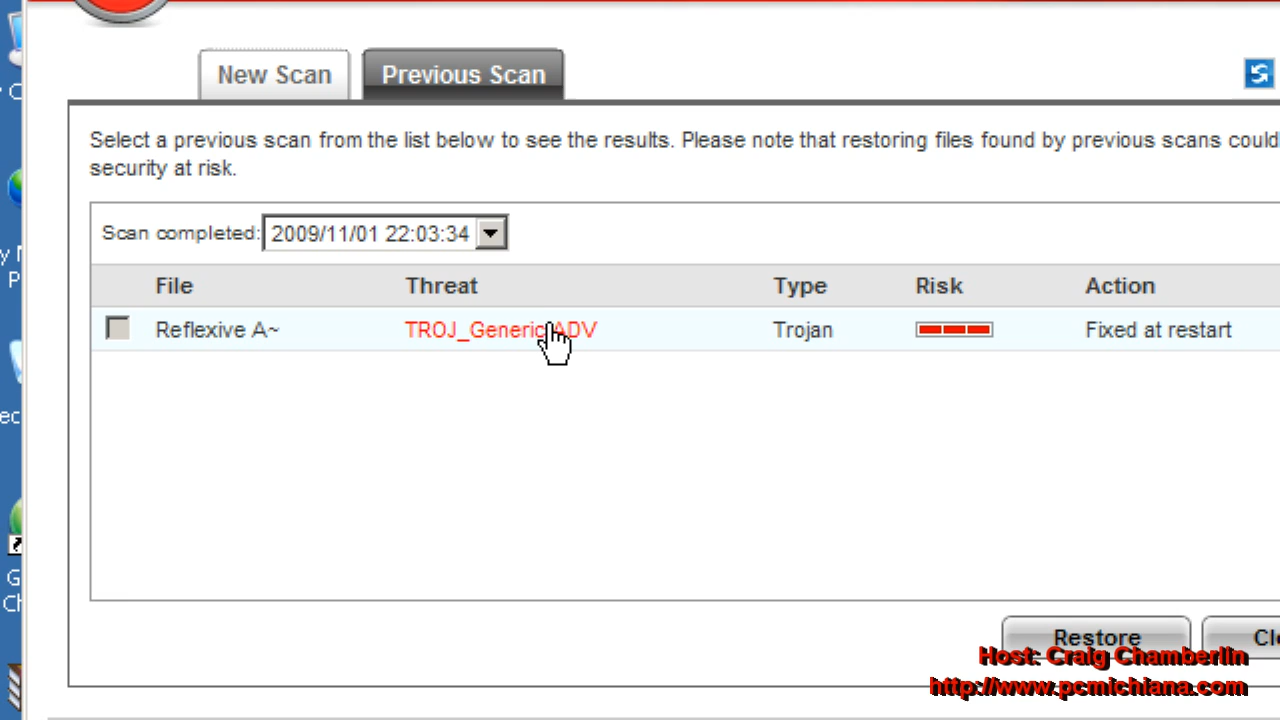 New Scan
Previous Scan
Select a previous scan from the list below to see the results. Please note that restoring files found by previous scans could
security at risk.
Scan completed: 2009/11/01 22:03:34
File Threat Type Risk Action
Reflexive A~ TROJ_Generic.ADV Trojan Fixed at restart
Restore
Host: Craig Chamberlin
http://www.pcmichiana.com